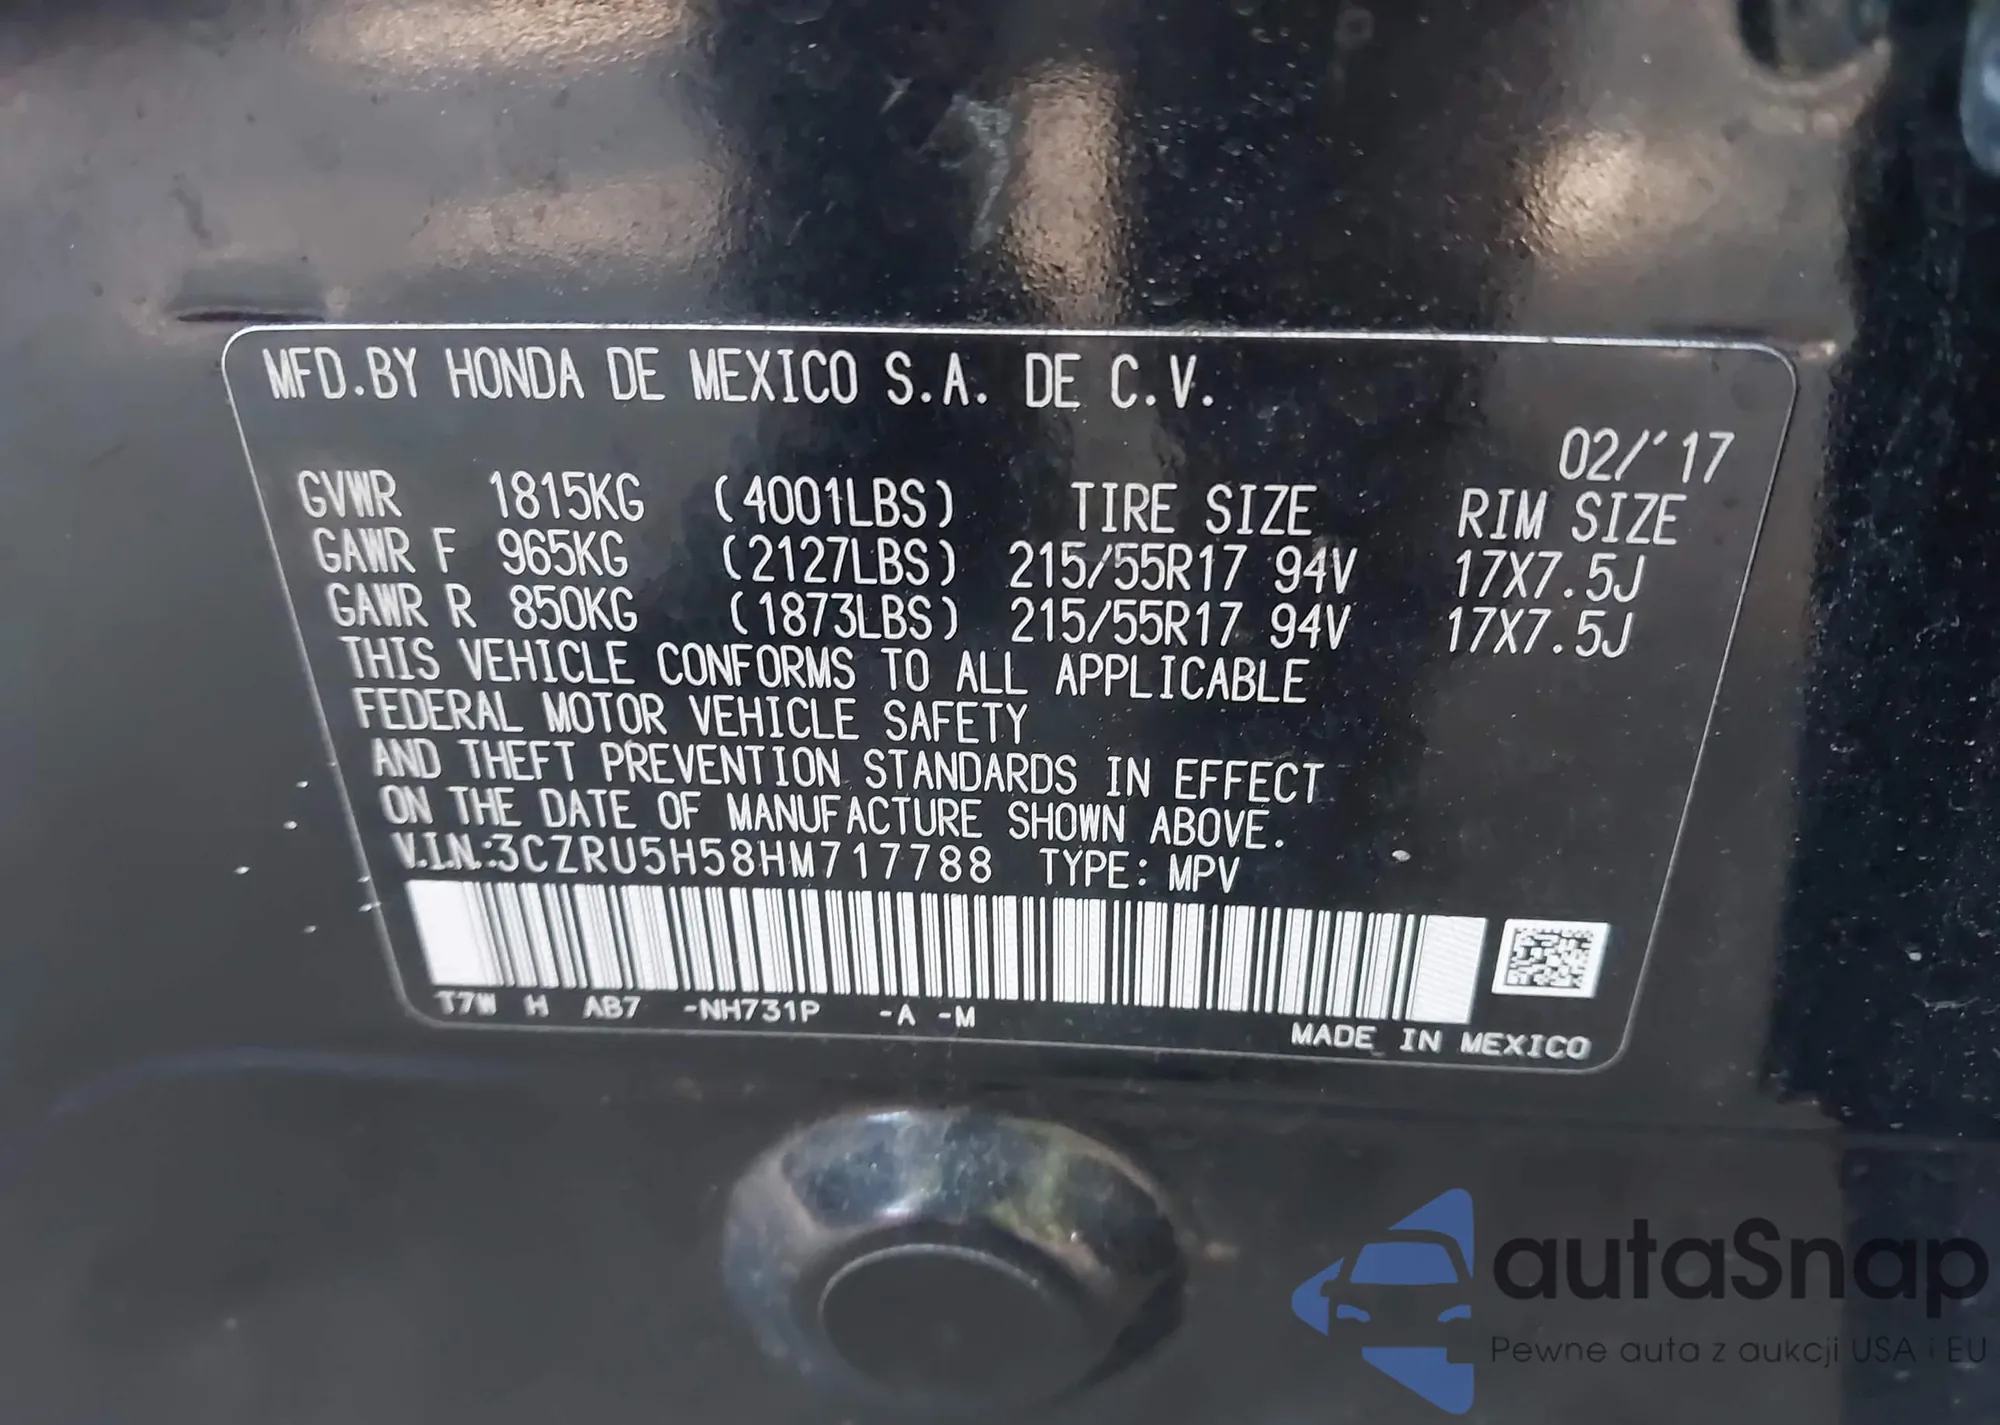 MFD.BY HONDA DE MEXICO S.A. DE C.V.
02/'17
GVWR 1815KG (4001LBS) TIRE SIZE RIM SIZE
GAWR F 965KG (2127LBS) 215/55R17 94V 17X7.5J
GAWR R 850KG (1873LBS) 215/55R17 94V 17X7.5J
THIS VEHICLE CONFORMS TO ALL APPLICABLE
FEDERAL MOTOR VEHICLE SAFETY
AND THEFT PREVENTION STANDARDS IN EFFECT
ON THE DATE OF MANUFACTURE SHOWN ABOVE.
V.I.N.:3CZRU5H58HM717788 TYPE: MPV
T7W H AB7 -NH731P -A -M
MADE IN MEXICO
autaSnap
Pewne auta z aukcji USA i EU